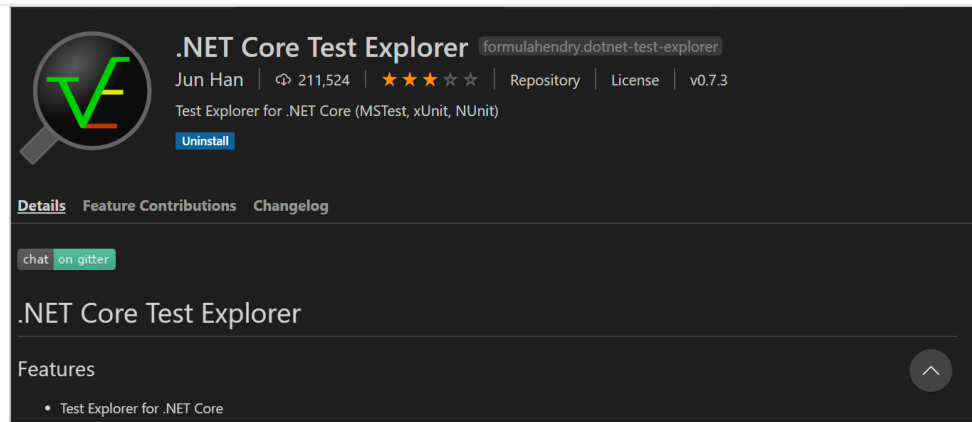 .NET Core Test Explorer formulahendry.dotnet-test-explorer
Jun Han 211,524 Repository License v0.7.3
Test Explorer for .NET Core (MSTest, xUnit, NUnit)
Uninstall
Details Feature Contributions Changelog
chat on gitter
.NET Core Test Explorer
Features
• Test Explorer for .NET Core